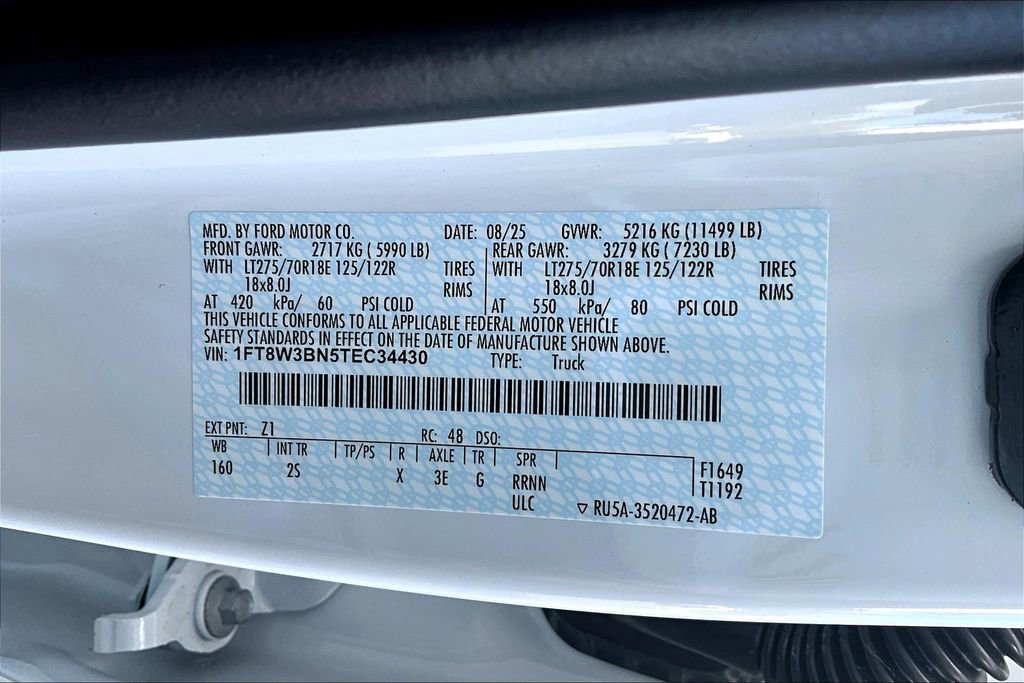 MFD. BY FORD MOTOR CO. DATE: 08/25 GVWR: 5216 KG (11499 LB)
FRONT GAWR: 2717 KG ( 5990 LB) REAR GAWR: 3279 KG ( 7230 LB)
WITH LT275/70R18E 125/122R TIRES WITH LT275/70R18E 125/122R TIRES
18x8.0J RIMS 18x8.0J RIMS
AT 420 kPa/ 60 PSI COLD AT 550 kPa/ 80 PSI COLD
THIS VEHICLE CONFORMS TO ALL APPLICABLE FEDERAL MOTOR VEHICLE
SAFETY STANDARDS IN EFFECT ON THE DATE OF MANUFACTURE SHOWN ABOVE.
VIN: 1FT8W3BN5TEC34430 TYPE: Truck
EXT PNT: Z1 RC: 48 DSO:
WB INT TR TP/PS R AXLE TR SPR F1649
160 2S X 3E G RRNN T1192
ULC ▽ RU5A-3520472-AB